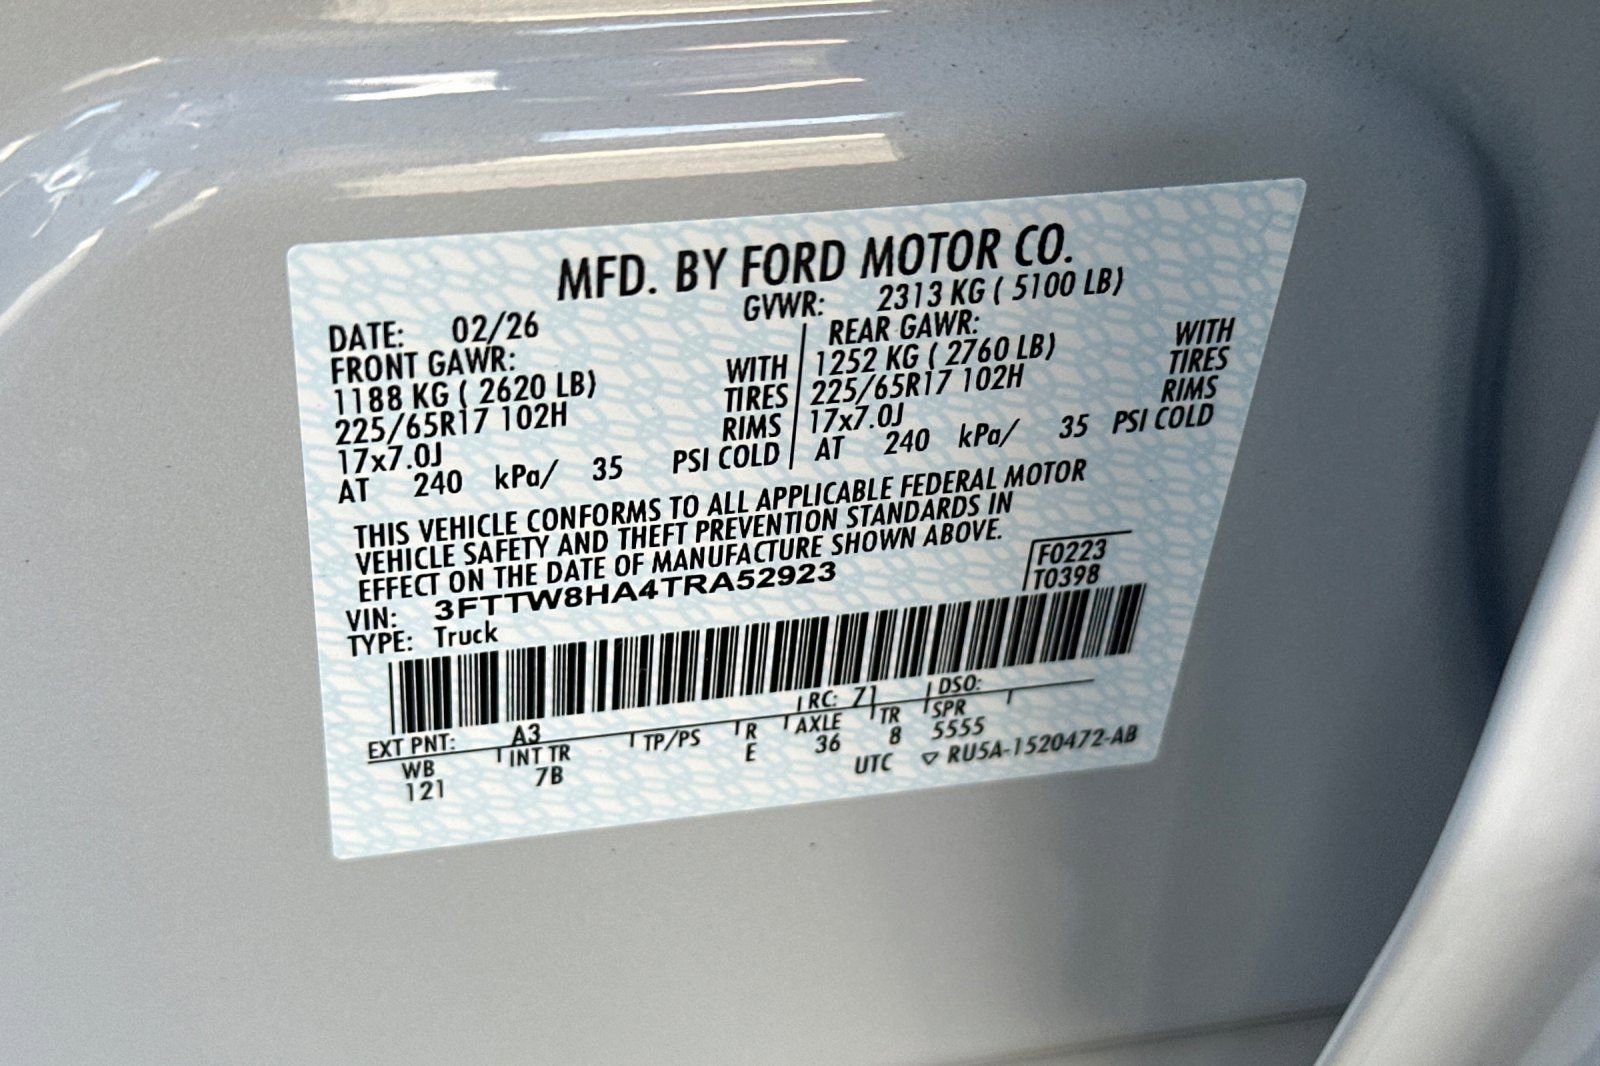 MFD. BY FORD MOTOR CO.
DATE: 02/26 GVWR: 2313 KG ( 5100 LB)
FRONT GAWR: REAR GAWR:
1188 KG ( 2620 LB) WITH 1252 KG ( 2760 LB) WITH
225/65R17 102H TIRES 225/65R17 102H TIRES
17x7.0J RIMS 17x7.0J RIMS
AT 240 kPa/ 35 PSI COLD AT 240 kPa/ 35 PSI COLD
THIS VEHICLE CONFORMS TO ALL APPLICABLE FEDERAL MOTOR
VEHICLE SAFETY AND THEFT PREVENTION STANDARDS IN
EFFECT ON THE DATE OF MANUFACTURE SHOWN ABOVE.
VIN: 3FTTW8HA4TRA52923 F0223
TYPE: Truck T0398
EXT PNT: A3 RC: 71 DSO:
WB INT TR TP/PS R AXLE TR SPR
121 7B E 36 8 5555
UTC ▽ RU5A-1520472-AB